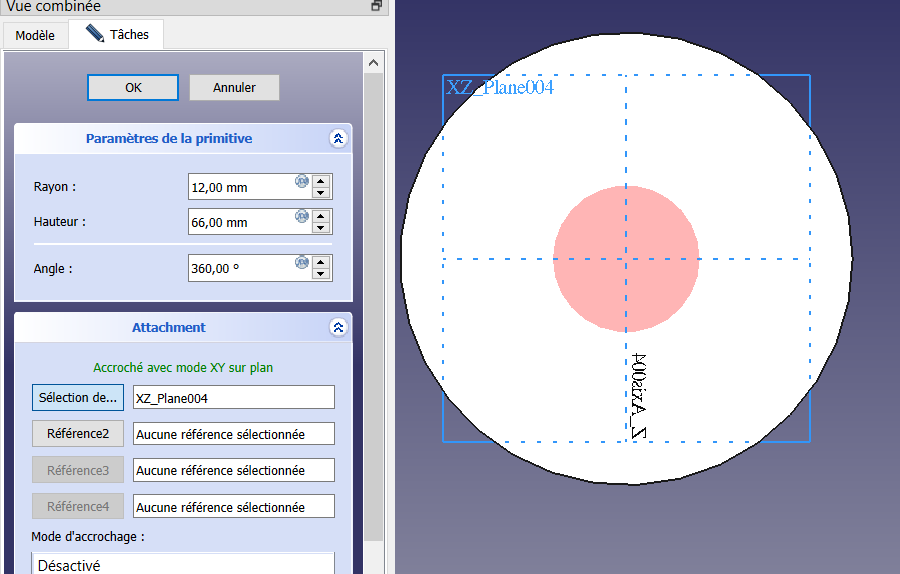 Vue combinée
Modèle
Tâches
OK
Annuler
Paramètres de la primitive
Rayon :
12,00 mm
Hauteur :
66,00 mm
Angle :
360,00 °
Attachment
Accroché avec mode XY sur plan
Sélection de...
XZ_Plane004
Référence2
Aucune référence sélectionnée
Référence3
Aucune référence sélectionnée
Référence4
Aucune référence sélectionnée
Mode d'accrochage :
Désactivé
XZ_Plane004
Z_Axis004